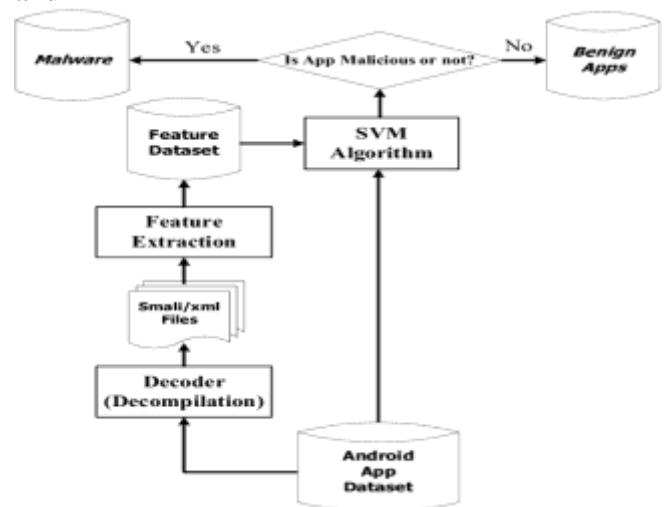 Malware
Yes
Is App Malicious or not?
No
Benign
Apps
Feature
Dataset
SVM
Algorithm
Feature
Extraction
Smali/xml
Files
Decoder
(Decompilation)
Android
App
Dataset